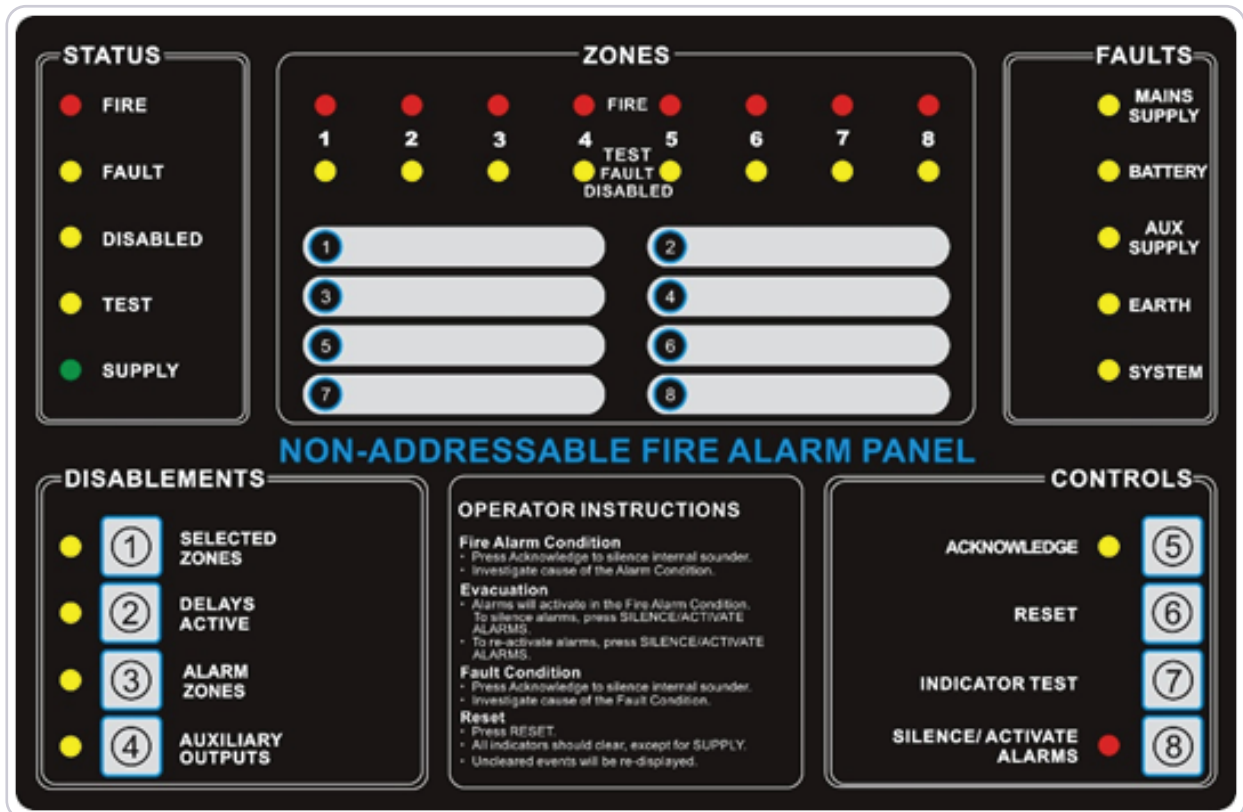 STATUS
FIRE
FAULT
DISABLED
TEST
SUPPLY
ZONES
FIRE
1 2 3 4 5 6 7 8
TEST
FAULT
DISABLED
1
2
3
4
5
6
7
8
FAULTS
MAINS
SUPPLY
BATTERY
AUX
SUPPLY
EARTH
SYSTEM
NON-ADDRESSABLE FIRE ALARM PANEL
DISABLEMENTS
1 SELECTED
ZONES
2 DELAYS
ACTIVE
3 ALARM
ZONES
4 AUXILIARY
OUTPUTS
OPERATOR INSTRUCTIONS
Fire Alarm Condition
• Press Acknowledge to silence internal sounder.
• Investigate cause of the Alarm Condition.
Evacuation
• Alarms will activate in the Fire Alarm Condition.
To silence alarms, press SILENCE/ACTIVATE
ALARMS.
• To re-activate alarms, press SILENCE/ACTIVATE
ALARMS.
Fault Condition
• Press Acknowledge to silence internal sounder.
• Investigate cause of the Fault Condition.
Reset
• Press RESET.
• All indicators should clear, except for SUPPLY.
• Uncleared events will be re-displayed.
CONTROLS
ACKNOWLEDGE 5
RESET 6
INDICATOR TEST 7
SILENCE/ ACTIVATE
ALARMS 8